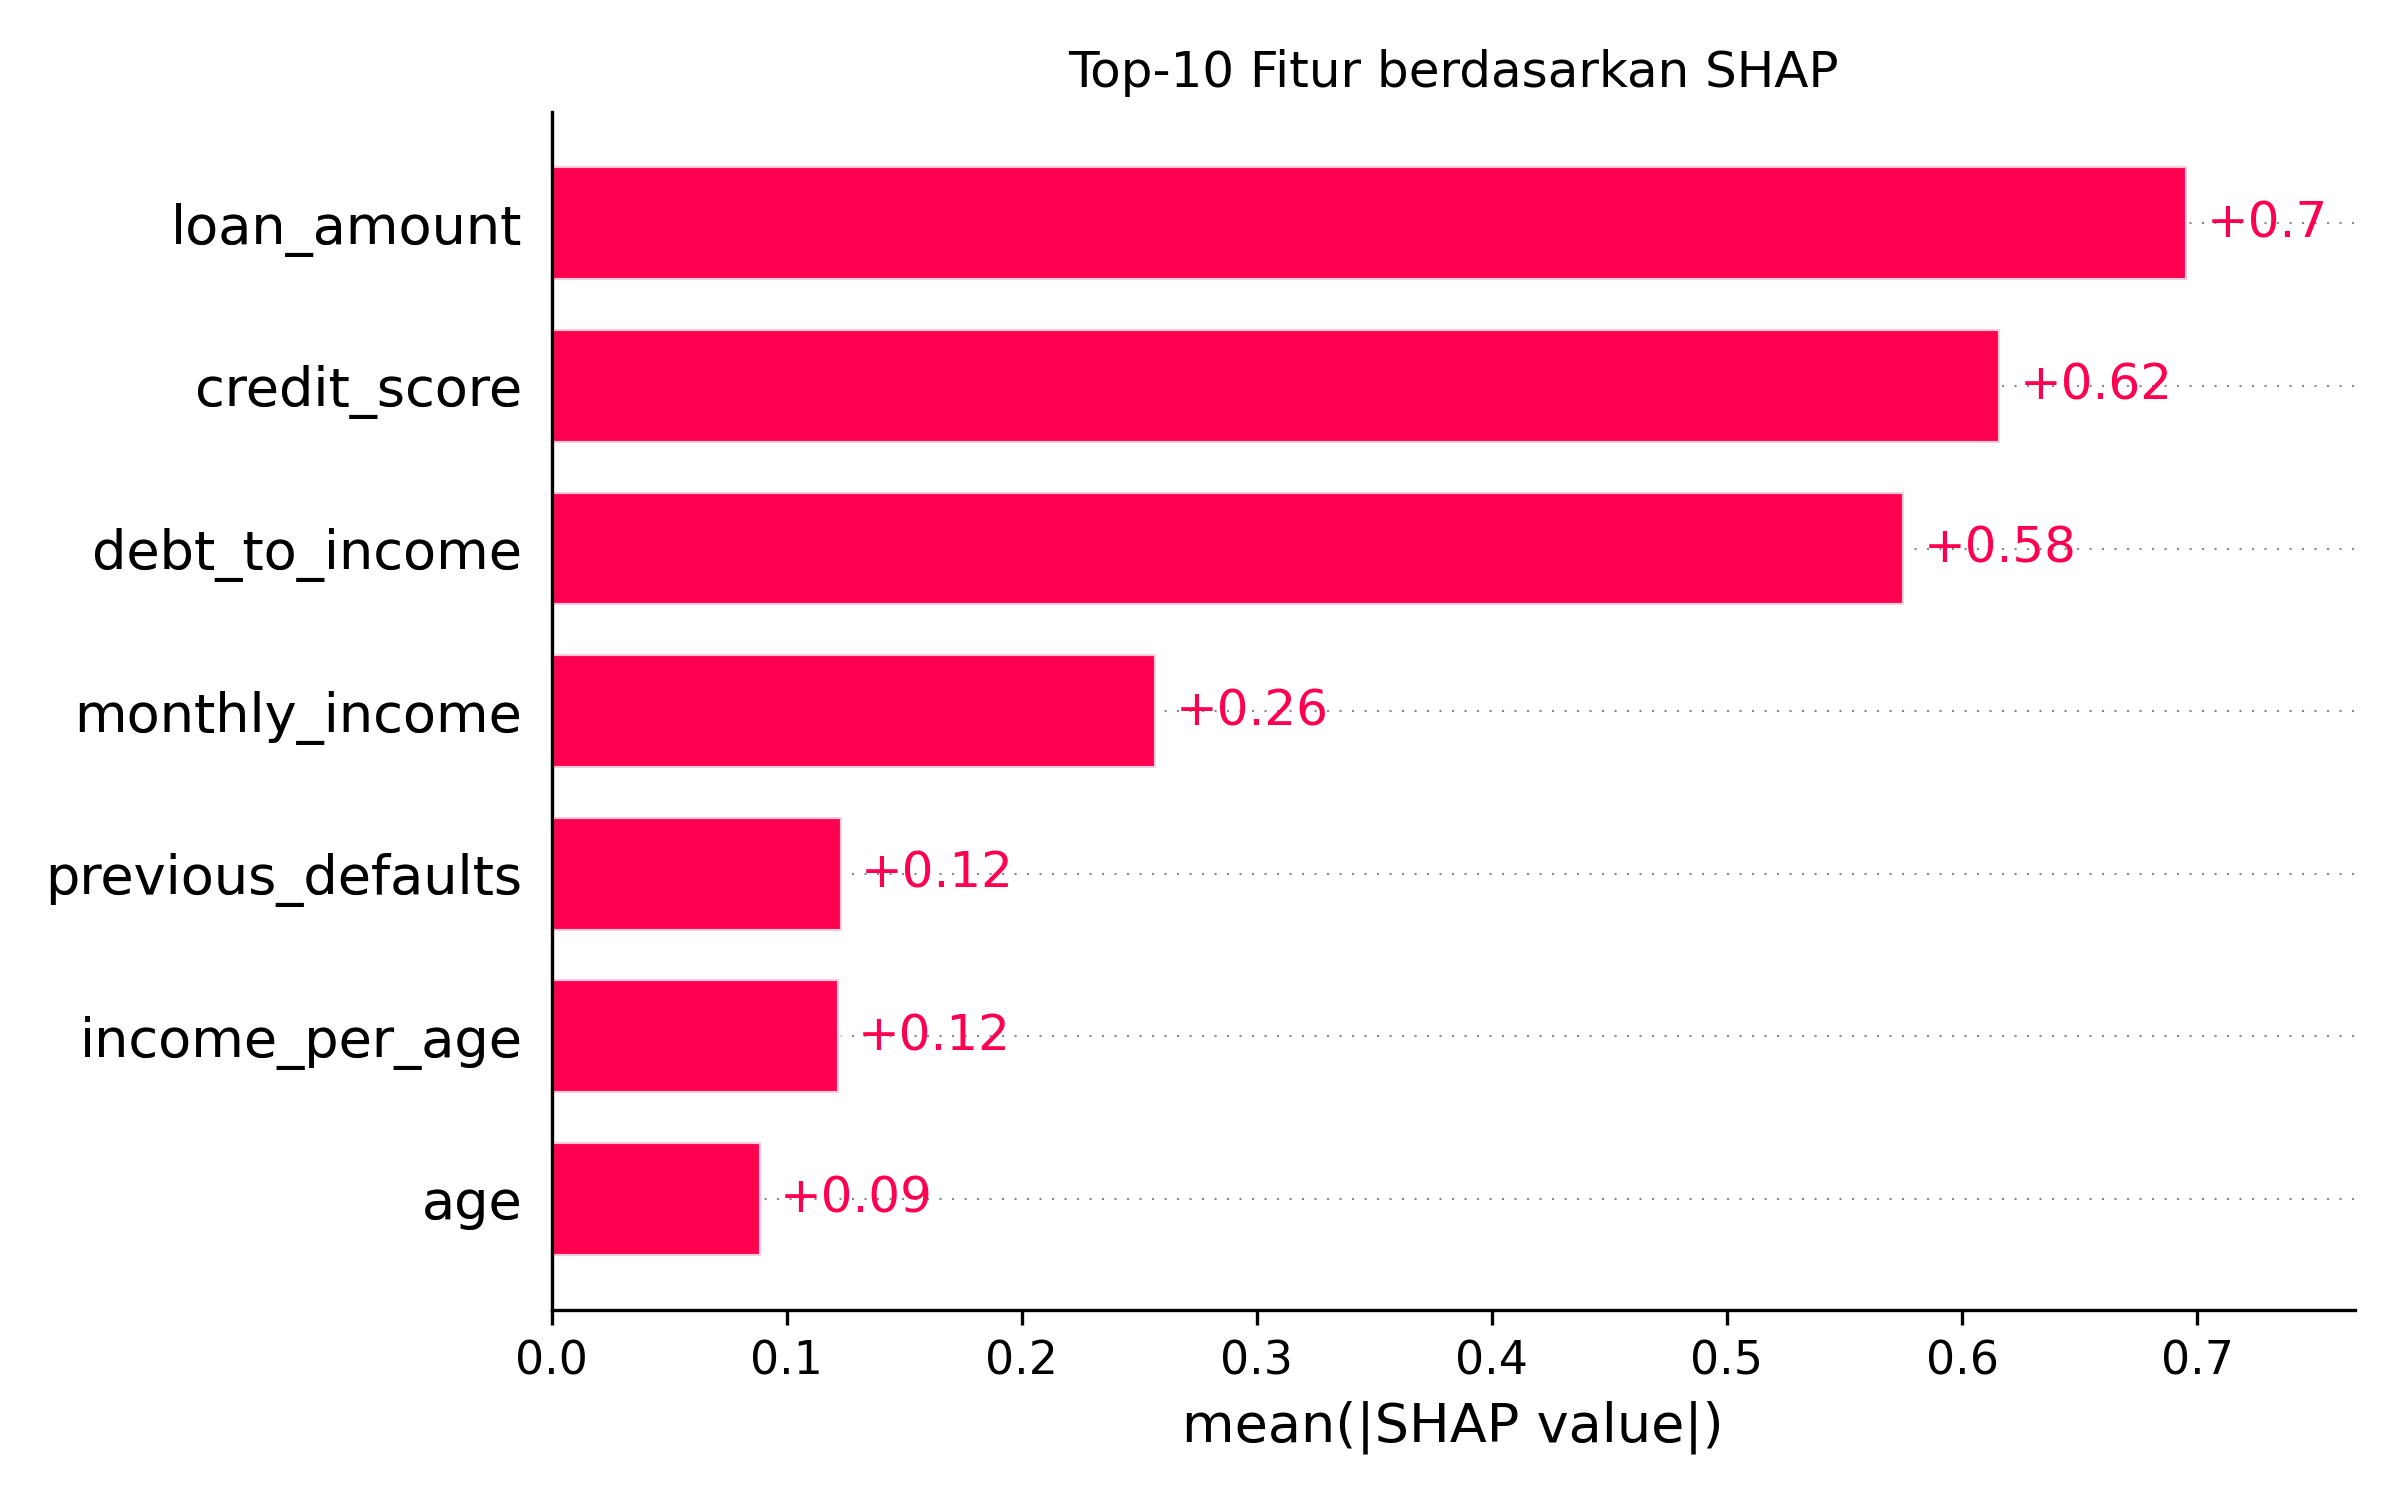 Top-10 Fitur berdasarkan SHAP
loan_amount +0.7
credit_score +0.62
debt_to_income +0.58
monthly_income +0.26
previous_defaults +0.12
income_per_age +0.12
age +0.09
0.0 0.1 0.2 0.3 0.4 0.5 0.6 0.7
mean(|SHAP value|)